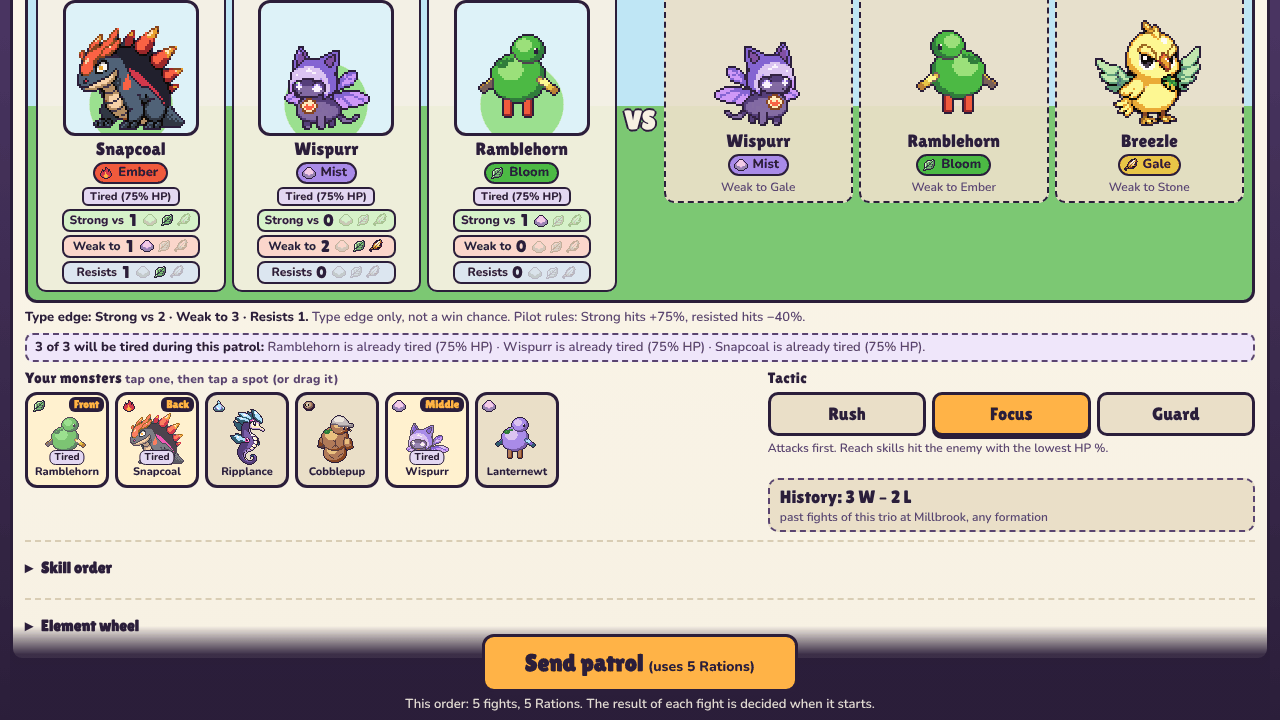 Snapcoal
Ember
Tired (75% HP)
Strong vs 1
Weak to 1
Resists 1
Wispurr
Mist
Tired (75% HP)
Strong vs 0
Weak to 2
Resists 0
Ramblehorn
Bloom
Tired (75% HP)
Strong vs 1
Weak to 0
Resists 0
VS
Wispurr
Mist
Weak to Gale
Ramblehorn
Bloom
Weak to Ember
Breezle
Gale
Weak to Stone
Type edge: Strong vs 2 · Weak to 3 · Resists 1. Type edge only, not a win chance. Pilot rules: Strong hits +75%, resisted hits −40%.
3 of 3 will be tired during this patrol: Ramblehorn is already tired (75% HP) · Wispurr is already tired (75% HP) · Snapcoal is already tired (75% HP).
Your monsters tap one, then tap a spot (or drag it)
Front
Tired
Ramblehorn
Back
Tired
Snapcoal
Ripplance
Cobblepup
Middle
Tired
Wispurr
Lanternewt
Tactic
Rush
Focus
Guard
Attacks first. Reach skills hit the enemy with the lowest HP %.
History: 3 W – 2 L
past fights of this trio at Millbrook, any formation
▶ Skill order
▶ Element wheel
Send patrol (uses 5 Rations)
This order: 5 fights, 5 Rations. The result of each fight is decided when it starts.